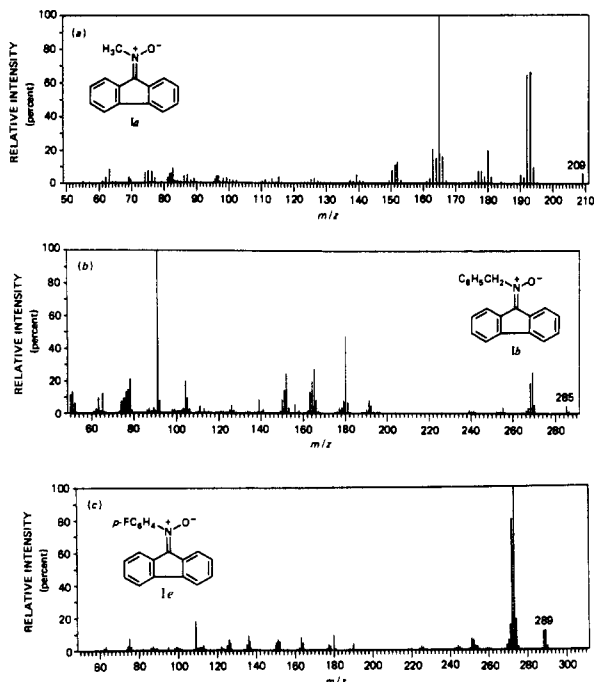 (a)
H₃C
+
N
O⁻
1a
RELATIVE INTENSITY
(percent)
100
80
60
40
20
0
209
50 60 70 80 90 100 110 120 130 140 150 160 170 180 190 200 210
m/z
(b)
C₆H₅CH₂
+
N
O⁻
1b
RELATIVE INTENSITY
(percent)
100
80
60
40
20
0
285
60 80 100 120 140 160 180 200 220 240 260 280
m/z
(c)
p-FC₆H₄
+
N
O⁻
1e
RELATIVE INTENSITY
(percent)
100
80
60
40
20
0
289
60 80 100 120 140 160 180 200 220 240 260 280 300
m/z